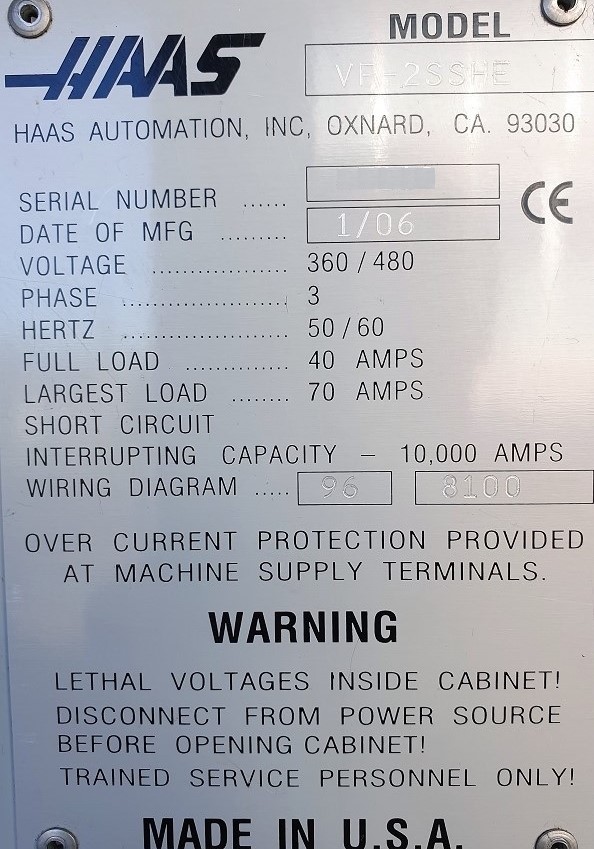 HAAS
MODEL
VF-2SSHE
HAAS AUTOMATION, INC, OXNARD, CA. 93030
SERIAL NUMBER ......
CE
DATE OF MFG ......... 1/06
VOLTAGE ................. 360 / 480
PHASE ..................... 3
HERTZ ..................... 50 / 60
FULL LOAD ............. 40 AMPS
LARGEST LOAD ........ 70 AMPS
SHORT CIRCUIT
INTERRUPTING CAPACITY – 10,000 AMPS
WIRING DIAGRAM ..... 96 8100
OVER CURRENT PROTECTION PROVIDED
AT MACHINE SUPPLY TERMINALS.
WARNING
LETHAL VOLTAGES INSIDE CABINET!
DISCONNECT FROM POWER SOURCE
BEFORE OPENING CABINET!
TRAINED SERVICE PERSONNEL ONLY!
MADE IN U.S.A.